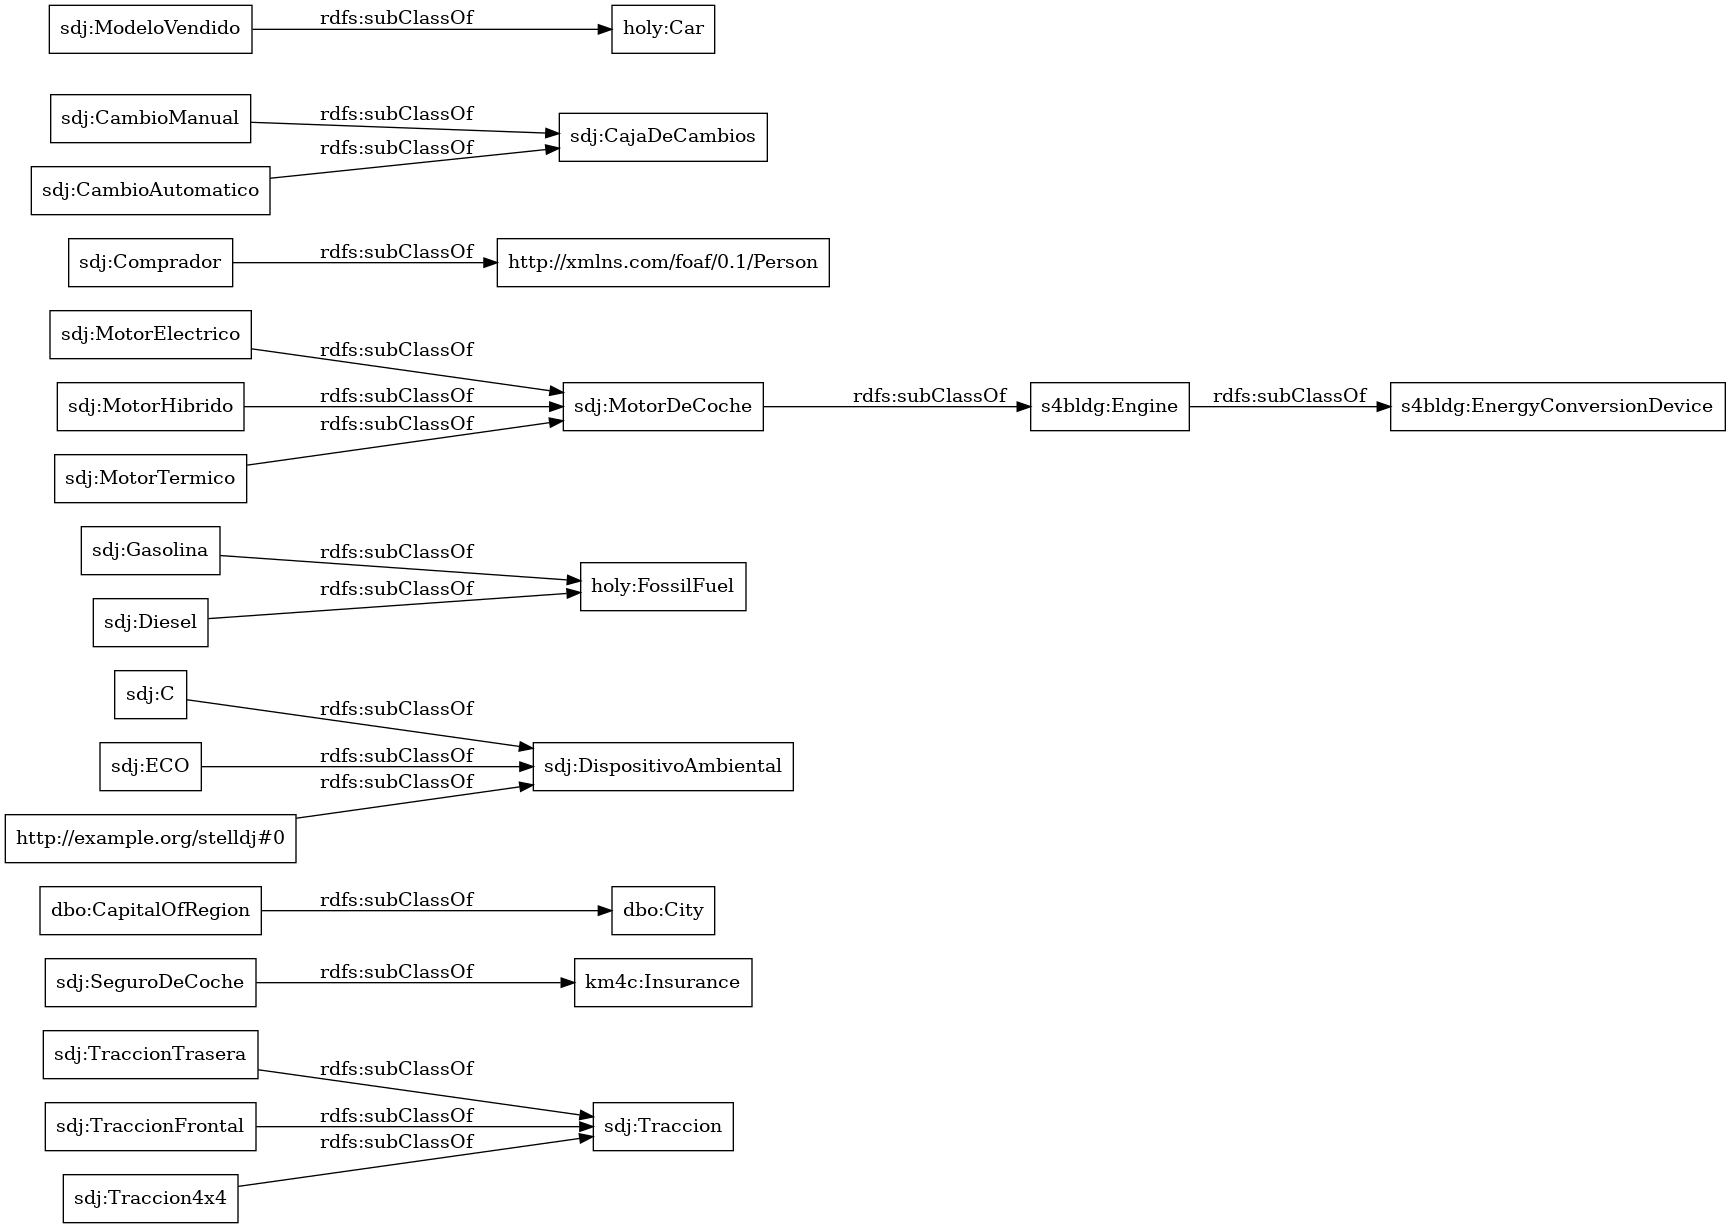 sdj:ModeloVendido
rdfs:subClassOf
holy:Car
sdj:CambioManual
rdfs:subClassOf
sdj:CajaDeCambios
sdj:CambioAutomatico
rdfs:subClassOf
sdj:Comprador
rdfs:subClassOf
http://xmlns.com/foaf/0.1/Person
sdj:MotorElectrico
rdfs:subClassOf
sdj:MotorHibrido
rdfs:subClassOf
sdj:MotorDeCoche
rdfs:subClassOf
s4bldg:Engine
rdfs:subClassOf
s4bldg:EnergyConversionDevice
sdj:MotorTermico
rdfs:subClassOf
sdj:Gasolina
rdfs:subClassOf
holy:FossilFuel
sdj:Diesel
rdfs:subClassOf
sdj:C
rdfs:subClassOf
sdj:ECO
rdfs:subClassOf
sdj:DispositivoAmbiental
http://example.org/stelldj#0
rdfs:subClassOf
dbo:CapitalOfRegion
rdfs:subClassOf
dbo:City
sdj:SeguroDeCoche
rdfs:subClassOf
km4c:Insurance
sdj:TraccionTrasera
rdfs:subClassOf
sdj:TraccionFrontal
rdfs:subClassOf
sdj:Traccion
sdj:Traccion4x4
rdfs:subClassOf